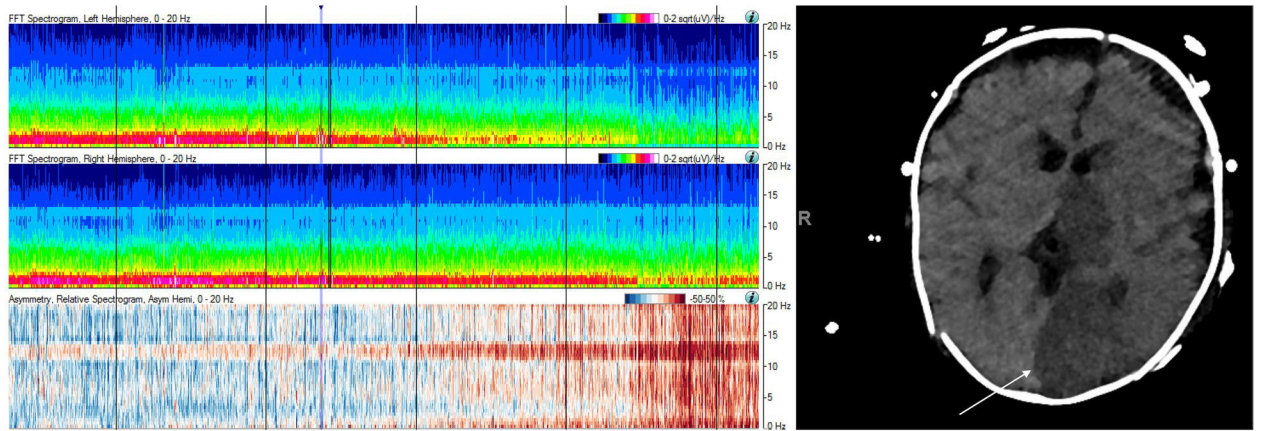 FFT Spectrogram, Left Hemisphere, 0 - 20 Hz
0-2 sqrt(uV)/Hz
20 Hz
15
10
5
0 Hz
FFT Spectrogram, Right Hemisphere, 0 - 20 Hz
0-2 sqrt(uV)/Hz
20 Hz
15
10
5
0 Hz
Asymmetry, Relative Spectrogram, Asym Hemi, 0 - 20 Hz
-50-50 %
20 Hz
15
10
5
0 Hz
R